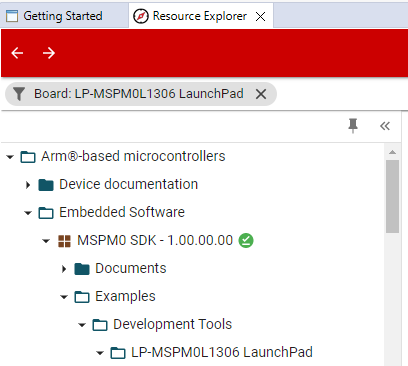 Getting Started
Resource Explorer
Board: LP-MSPM0L1306 LaunchPad
Arm®-based microcontrollers
Device documentation
Embedded Software
MSPM0 SDK - 1.00.00.00
Documents
Examples
Development Tools
LP-MSPM0L1306 LaunchPad